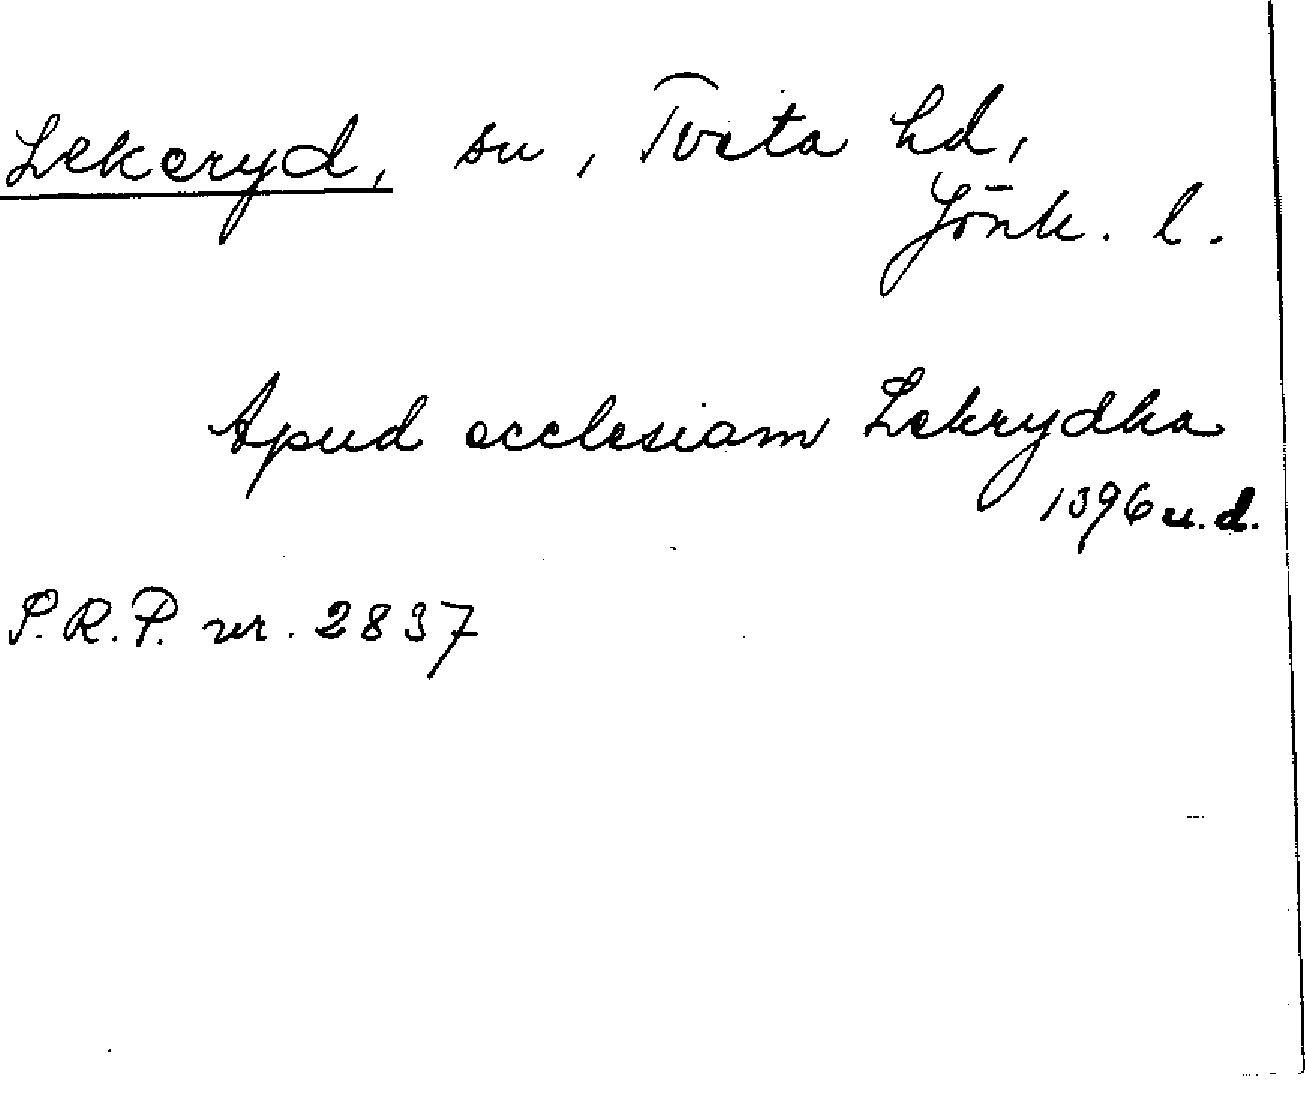 Lekeryd, sn, Tveta hd,
Jönk. l.
Apud ecclesiam Lekrydha
1396 u.d.
S.R.P. nr. 2837